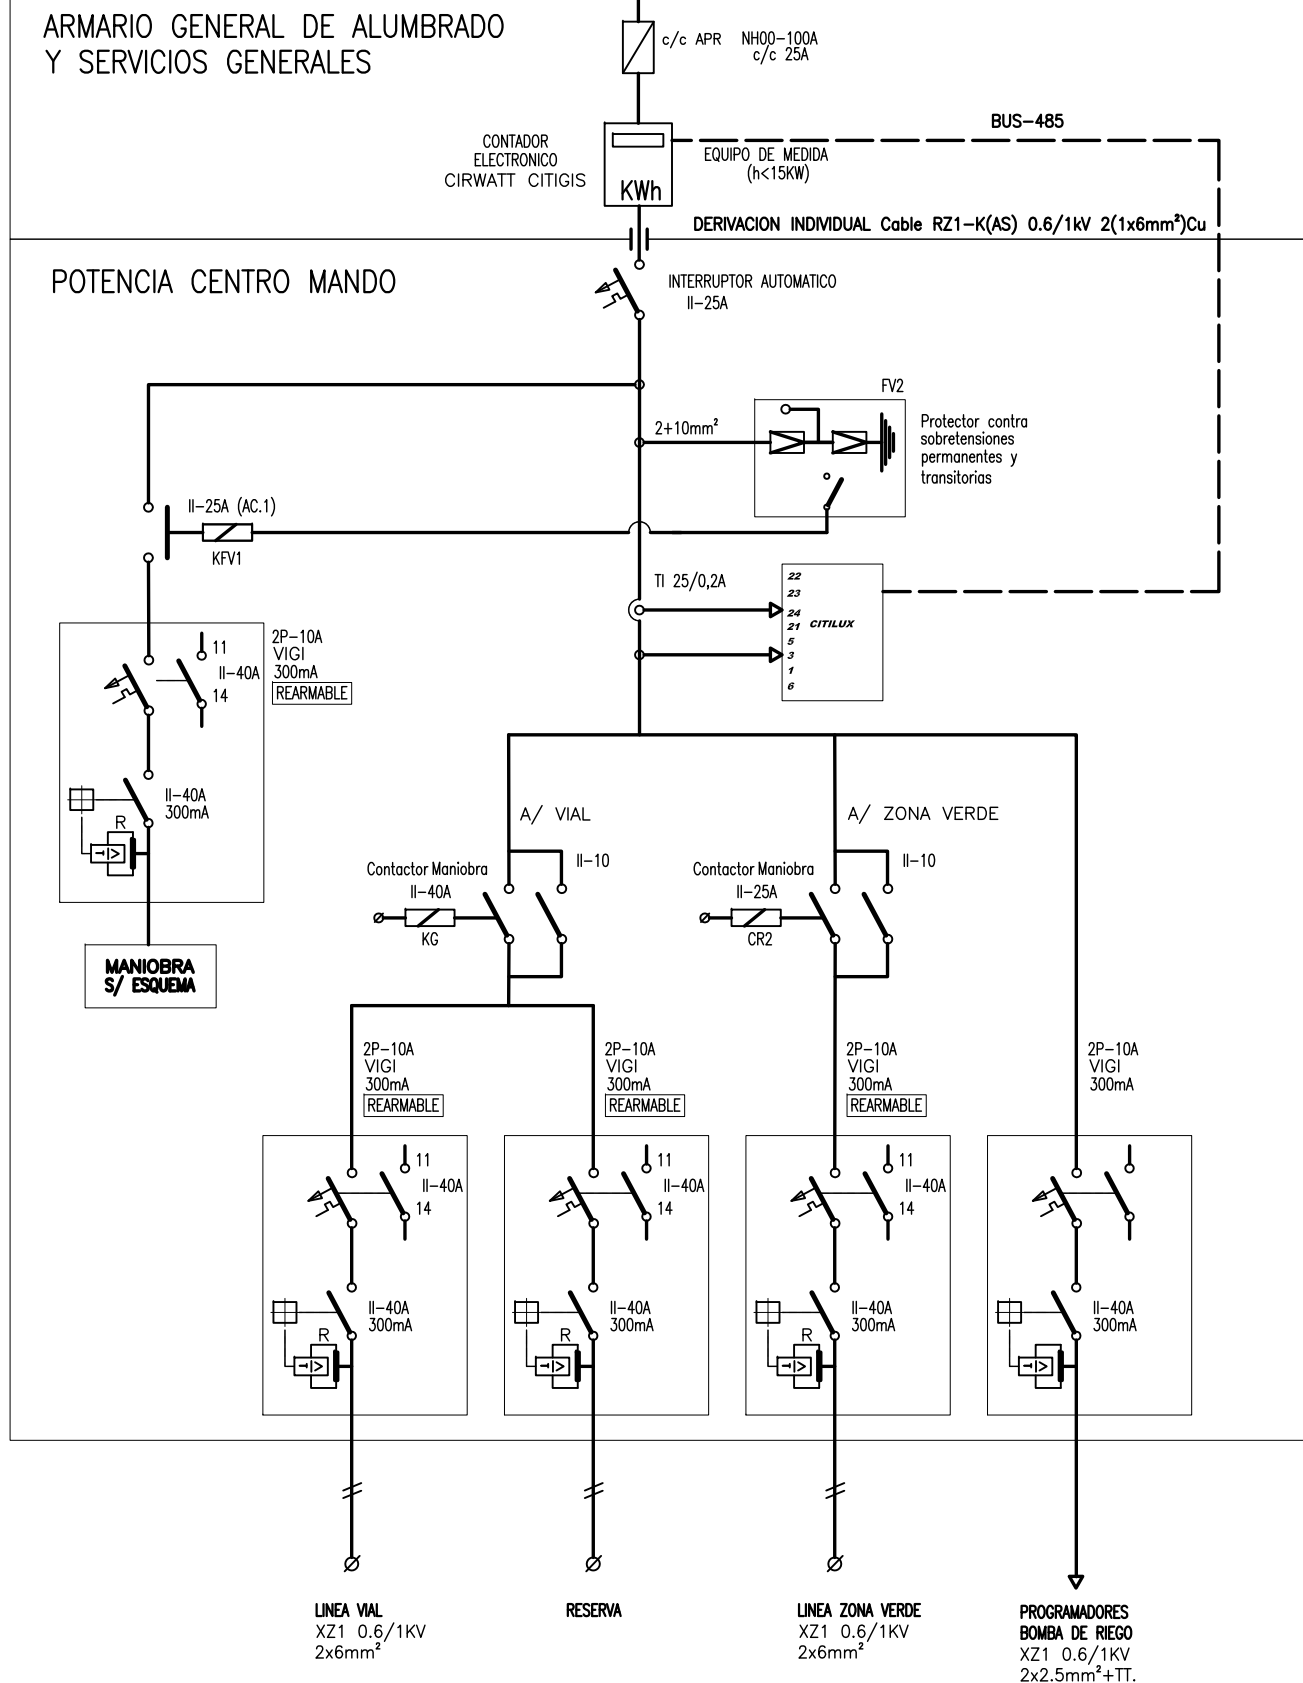 ARMARIO GENERAL DE ALUMBRADO
Y SERVICIOS GENERALES
c/c APR
NH00-100A
c/c 25A
BUS-485
CONTADOR
ELECTRONICO
CIRWATT CITIGIS
KWh
EQUIPO DE MEDIDA
(h<15KW)
DERIVACION INDIVIDUAL Cable RZ1-K(AS) 0.6/1kV 2(1x6mm²)Cu
POTENCIA CENTRO MANDO
INTERRUPTOR AUTOMATICO
II-25A
FV2
2+10mm²
Protector contra
sobretensiones
permanentes y
transitorias
II-25A (AC.1)
KFV1
TI 25/0,2A
22
23
24
21
5
3
1
6
CITILUX
11
II-40A
14
2P-10A
VIGI
300mA
REARMABLE
II-40A
300mA
R
I>
MANIOBRA
S/ ESQUEMA
A/ VIAL
A/ ZONA VERDE
Contactor Maniobra
II-40A
KG
II-10
Contactor Maniobra
II-25A
CR2
II-10
2P-10A
VIGI
300mA
REARMABLE
2P-10A
VIGI
300mA
REARMABLE
2P-10A
VIGI
300mA
REARMABLE
2P-10A
VIGI
300mA
11
II-40A
14
11
II-40A
14
11
II-40A
14
II-40A
300mA
R
I>
II-40A
300mA
R
I>
II-40A
300mA
R
I>
II-40A
300mA
I>
LINEA VIAL
XZ1 0.6/1KV
2x6mm²
RESERVA
LINEA ZONA VERDE
XZ1 0.6/1KV
2x6mm²
PROGRAMADORES
BOMBA DE RIEGO
XZ1 0.6/1KV
2x2.5mm²+TT.